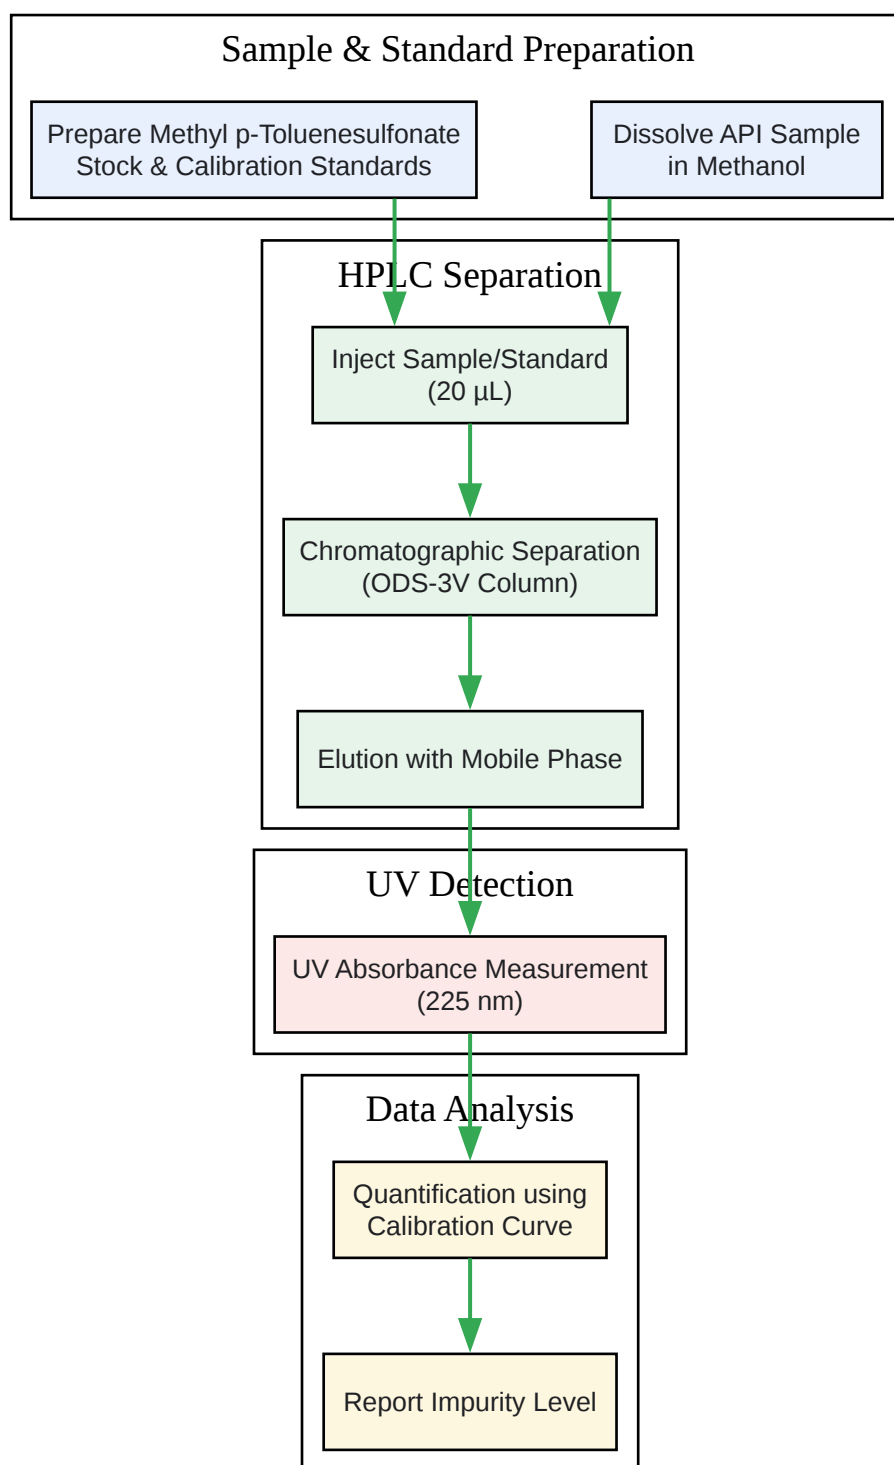 Sample & Standard Preparation
Prepare Methyl p-Toluenesulfonate
Stock & Calibration Standards
Dissolve API Sample
in Methanol
HPLC Separation
Inject Sample/Standard
(20 µL)
Chromatographic Separation
(ODS-3V Column)
Elution with Mobile Phase
UV Detection
UV Absorbance Measurement
(225 nm)
Data Analysis
Quantification using
Calibration Curve
Report Impurity Level